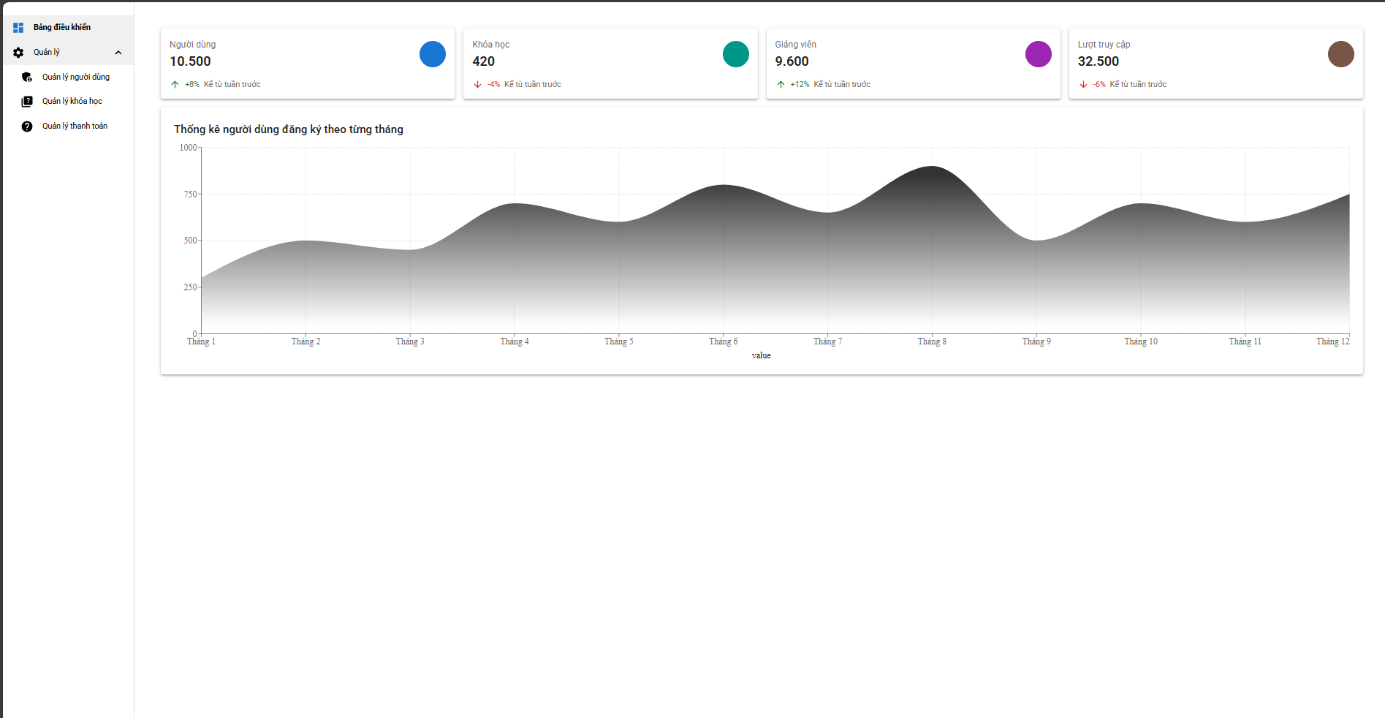 Bảng điều khiển
Quản lý
Quản lý người dùng
Quản lý khóa học
Quản lý thanh toán
Người dùng
10.500
+8% Kể từ tuần trước
Khóa học
420
-4% Kể từ tuần trước
Giảng viên
9.600
+12% Kể từ tuần trước
Lượt truy cập
32.500
-6% Kể từ tuần trước
Thống kê người dùng đăng ký theo từng tháng
1000
750
500
250
0
Tháng 1 Tháng 2 Tháng 3 Tháng 4 Tháng 5 Tháng 6 Tháng 7 Tháng 8 Tháng 9 Tháng 10 Tháng 11 Tháng 12
value